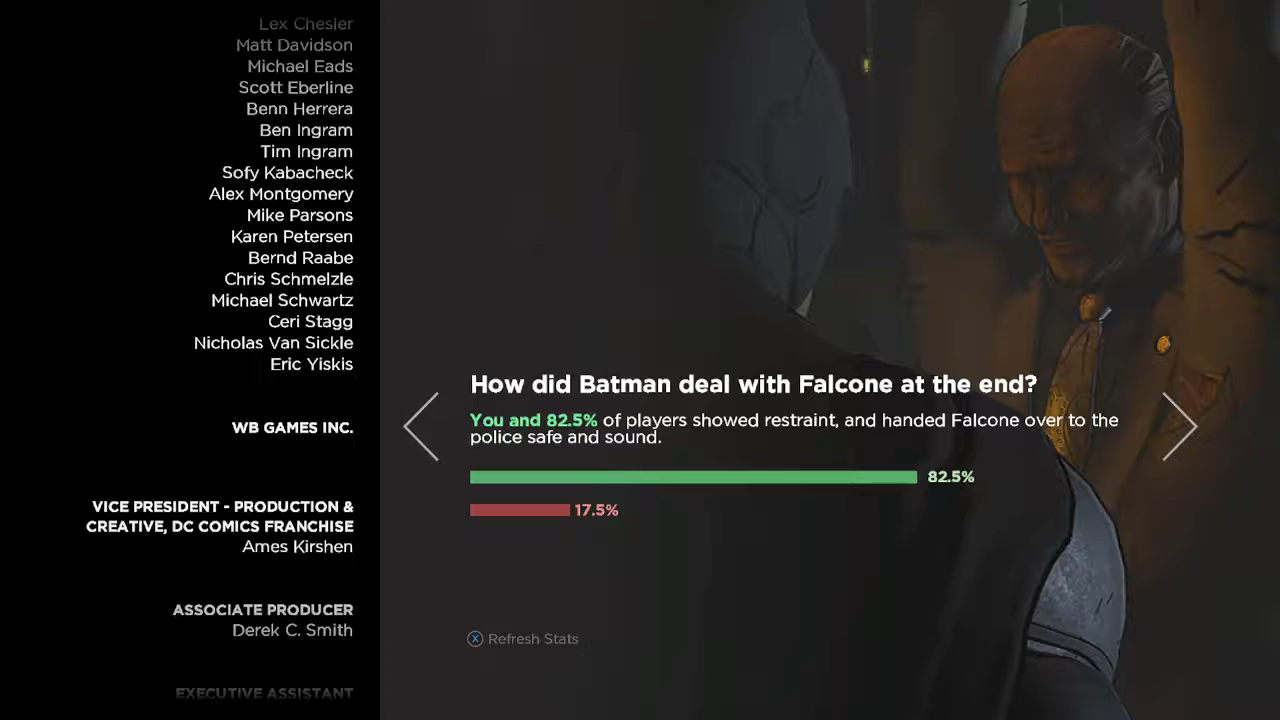 Lex Chesler
Matt Davidson
Michael Eads
Scott Eberline
Benn Herrera
Ben Ingram
Tim Ingram
Sofy Kabacheck
Alex Montgomery
Mike Parsons
Karen Petersen
Bernd Raabe
Chris Schmelzle
Michael Schwartz
Ceri Stagg
Nicholas Van Sickle
Eric Yiskis
WB GAMES INC.
VICE PRESIDENT - PRODUCTION &
CREATIVE, DC COMICS FRANCHISE
Ames Kirshen
ASSOCIATE PRODUCER
Derek C. Smith
EXECUTIVE ASSISTANT
How did Batman deal with Falcone at the end?
You and 82.5% of players showed restraint, and handed Falcone over to the
police safe and sound.
82.5%
17.5%
X Refresh Stats